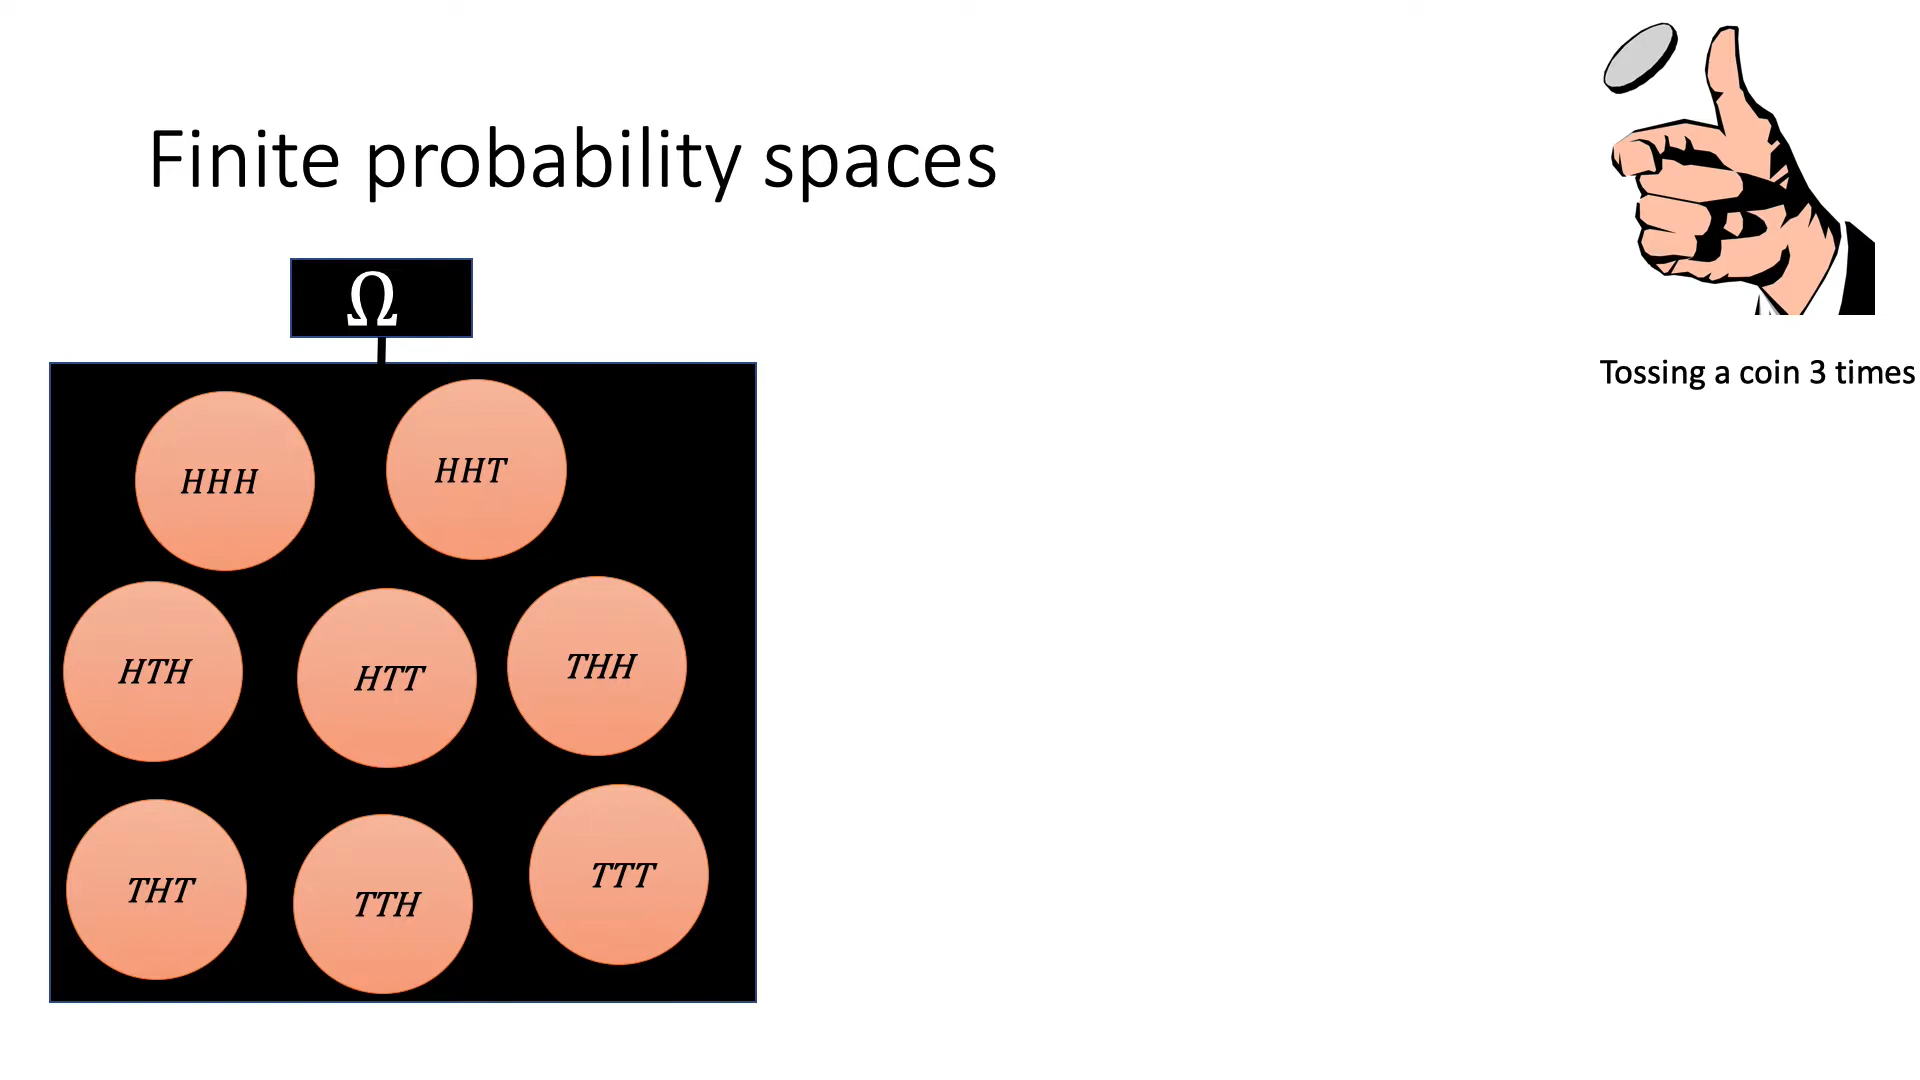 Finite probability spaces
Ω
Tossing a coin 3 times
HHH
HHT
HTH
HTT
THH
THT
TTH
TTT